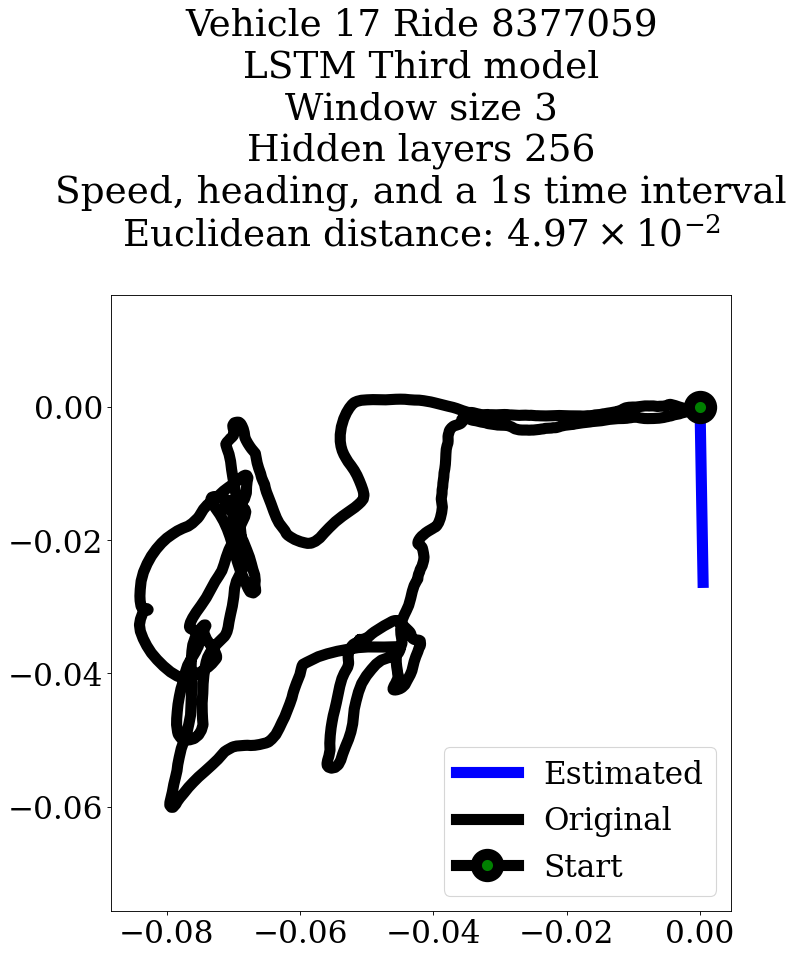 Vehicle 17 Ride 8377059
LSTM Third model
Window size 3
Hidden layers 256
Speed, heading, and a 1s time interval
Euclidean distance: 4.97 × 10⁻²
0.00
−0.02
−0.04
−0.06
Estimated
Original
Start
−0.08
−0.06
−0.04
−0.02
0.00